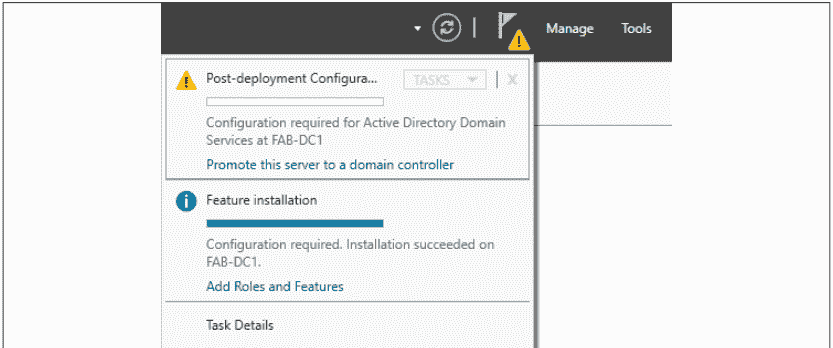 Manage Tools
Post-deployment Configura... TASKS X
Configuration required for Active Directory Domain
Services at FAB-DC1
Promote this server to a domain controller
Feature installation
Configuration required. Installation succeeded on
FAB-DC1.
Add Roles and Features
Task Details